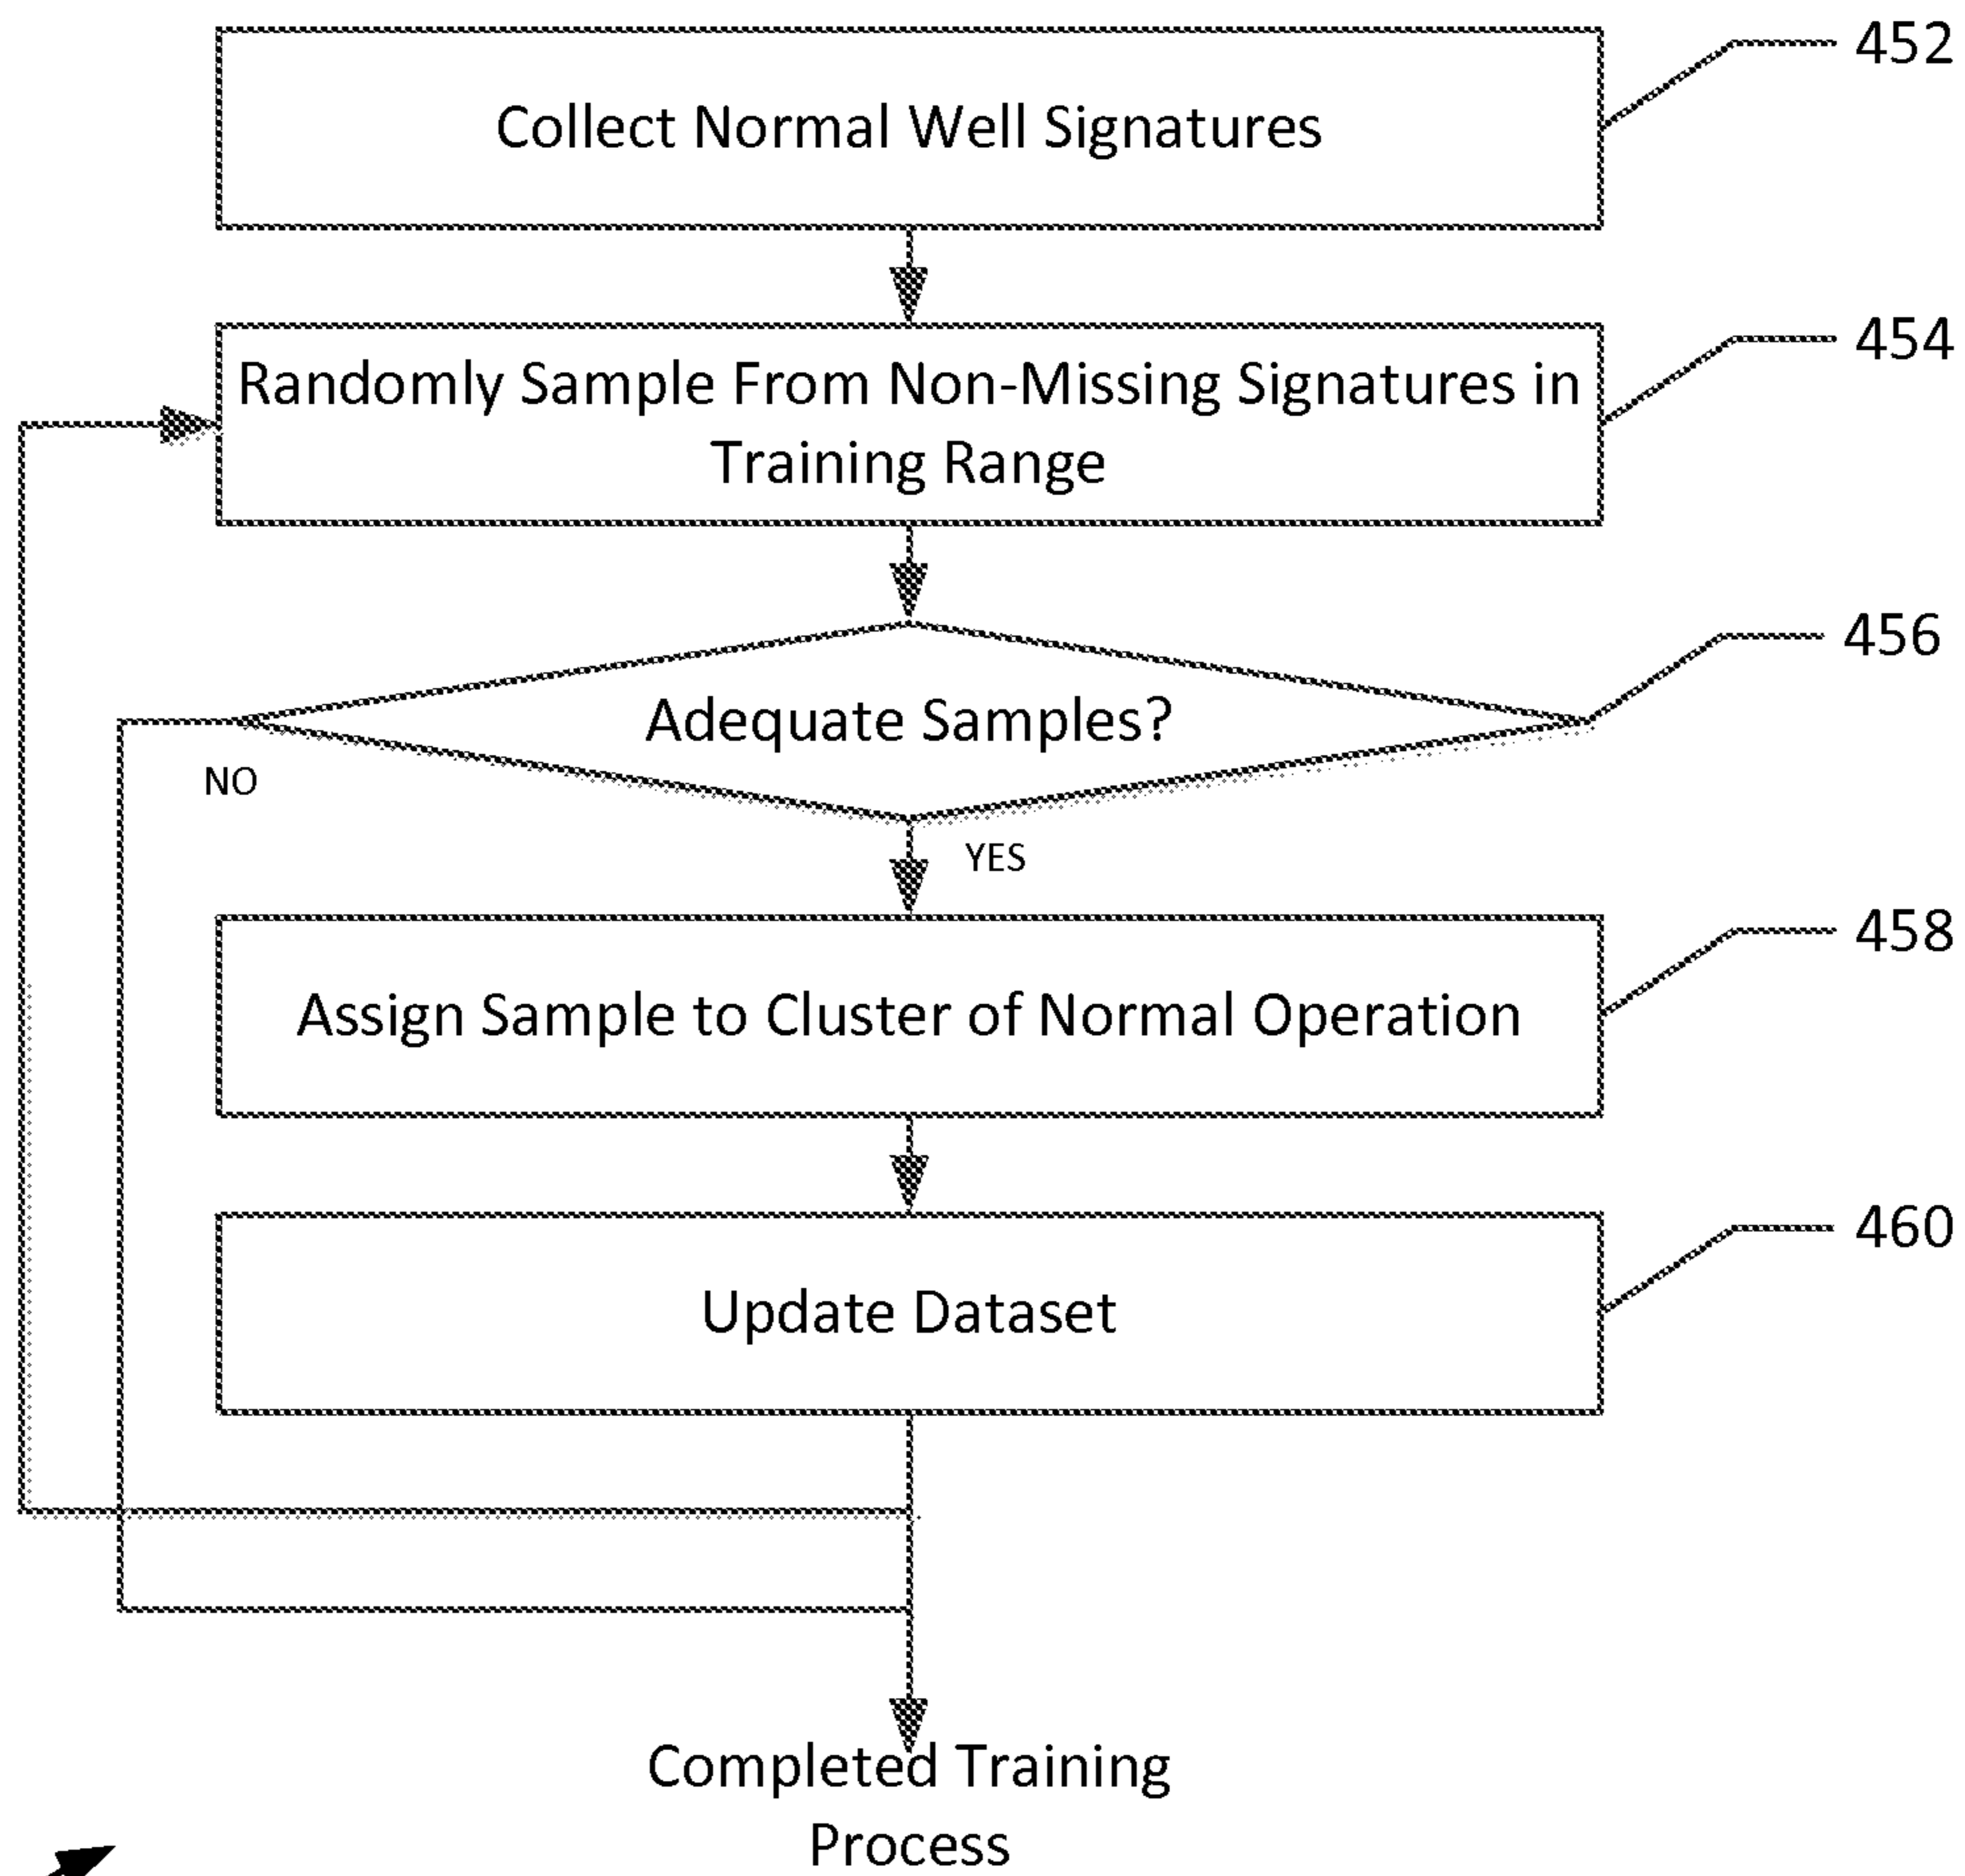 452
Collect Normal Well Signatures
454
Randomly Sample From Non-Missing Signatures in
Training Range
456
Adequate Samples?
NO
YES
458
Assign Sample to Cluster of Normal Operation
460
Update Dataset
Completed Training
Process